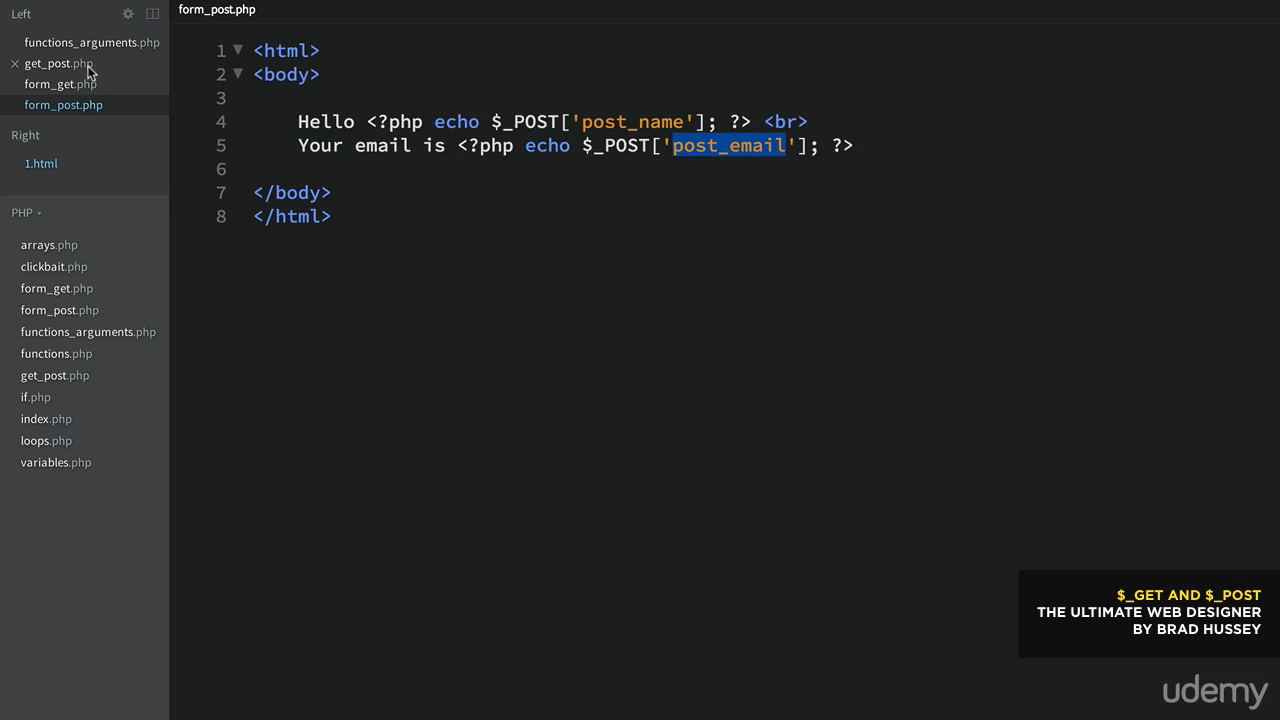 Left
functions_arguments.php
get_post.php
form_get.php
form_post.php
Right
1.html
PHP
arrays.php
clickbait.php
form_get.php
form_post.php
functions_arguments.php
functions.php
get_post.php
if.php
index.php
loops.php
variables.php
form_post.php
1 <html>
2 <body>
3
4 Hello <?php echo $_POST['post_name']; ?> <br>
5 Your email is <?php echo $_POST['post_email']; ?>
6
7 </body>
8 </html>
$_GET AND $_POST
THE ULTIMATE WEB DESIGNER
BY BRAD HUSSEY
udemy